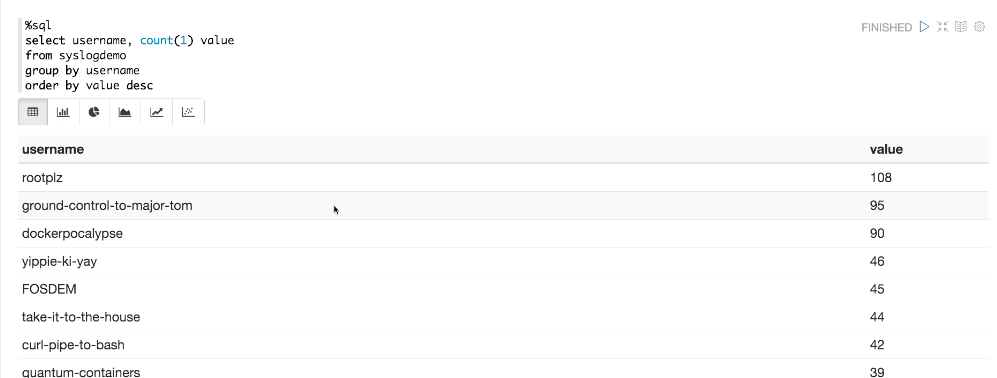 %sql
FINISHED
select username, count(1) value
from syslogdemo
group by username
order by value desc
username value
rootplz 108
ground-control-to-major-tom 95
dockerpocalypse 90
yippie-ki-yay 46
FOSDEM 45
take-it-to-the-house 44
curl-pipe-to-bash 42
quantum-containers 39